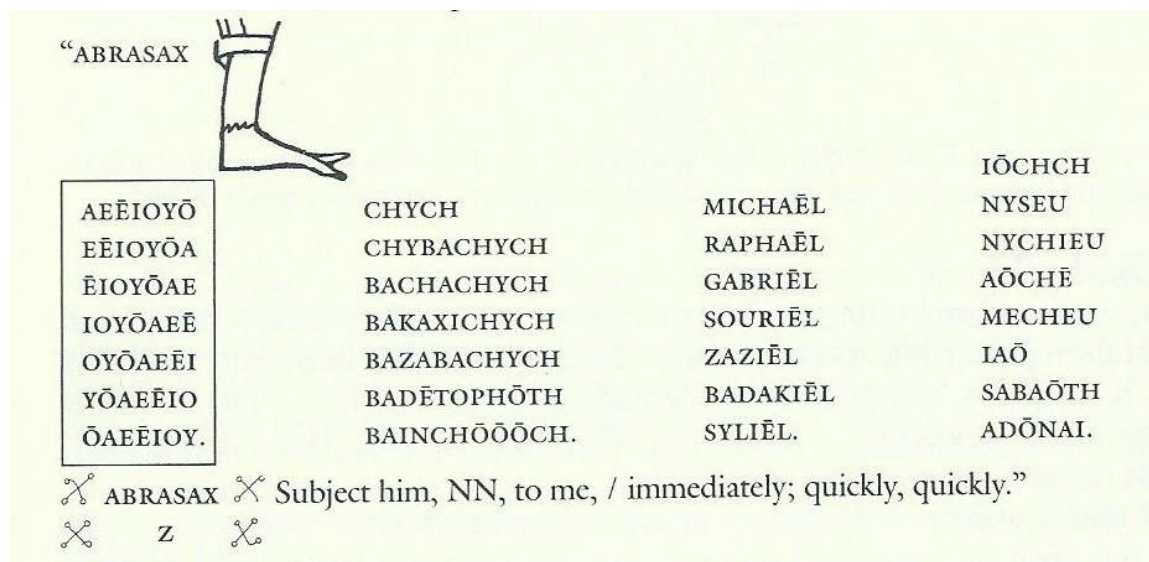 “ABRASAX
IŌCHCH
AEĒIOYŌ CHYCH MICHAĒL NYSEU
EĒIOYŌA CHYBACHYCH RAPHAĒL NYCHIEU
ĒIOYŌAE BACHACHYCH GABRIĒL AŌCHĒ
IOYŌAEĒ BAKAXICHYCH SOURIĒL MECHEU
OYŌAEĒI BAZABACHYCH ZAZIĒL IAŌ
YŌAEĒIO BADĒTOPHŌTH BADAKIĒL SABAŌTH
ŌAEĒIOY. BAINCHŌŌŌCH. SYLIĒL. ADŌNAI.
ABRASAX Subject him, NN, to me, / immediately; quickly, quickly.”
Z